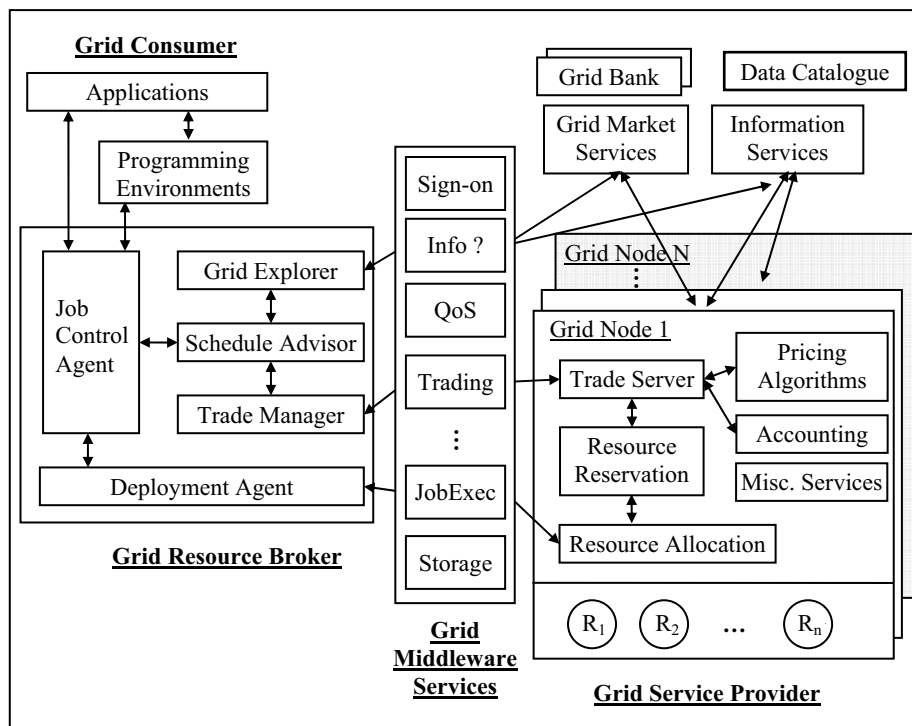 Grid Consumer
Applications
Programming
Environments
Job
Control
Agent
Grid Explorer
Schedule Advisor
Trade Manager
Deployment Agent
Grid Resource Broker
Sign-on
Info ?
QoS
Trading
...
JobExec
Storage
Grid
Middleware
Services
Grid Bank
Grid Market
Services
Data Catalogue
Information
Services
Grid Node N
...
Grid Node 1
Trade Server
Pricing
Algorithms
Resource
Reservation
Accounting
Misc. Services
Resource Allocation
R1 R2 ... Rn
Grid Service Provider